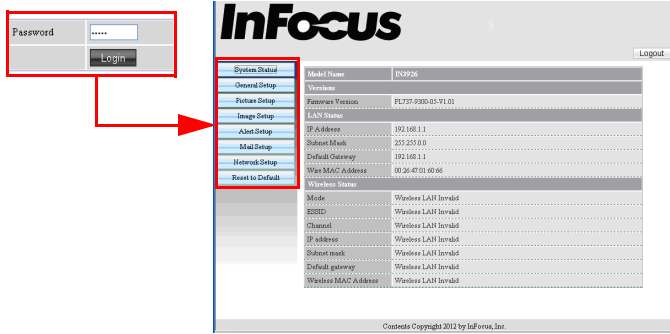 Password •••••
Login
InFocus
Logout
System Status
General Setup
Picture Setup
Image Setup
Alert Setup
Mail Setup
Network Setup
Reset to Default
Model Name IN3926
Versions
Firmware Version PL737-9300-05-V1.01
LAN Status
IP Address 192.168.1.1
Subnet Mask 255.255.0.0
Default Gateway 192.168.1.1
Wire MAC Address 00:26:47:01:60:66
Wireless Status
Mode Wireless LAN Invalid
ESSID Wireless LAN Invalid
Channel Wireless LAN Invalid
IP address Wireless LAN Invalid
Subnet mask Wireless LAN Invalid
Default gateway Wireless LAN Invalid
Wireless MAC Address Wireless LAN Invalid
Contents Copyright 2012 by InFocus, Inc.